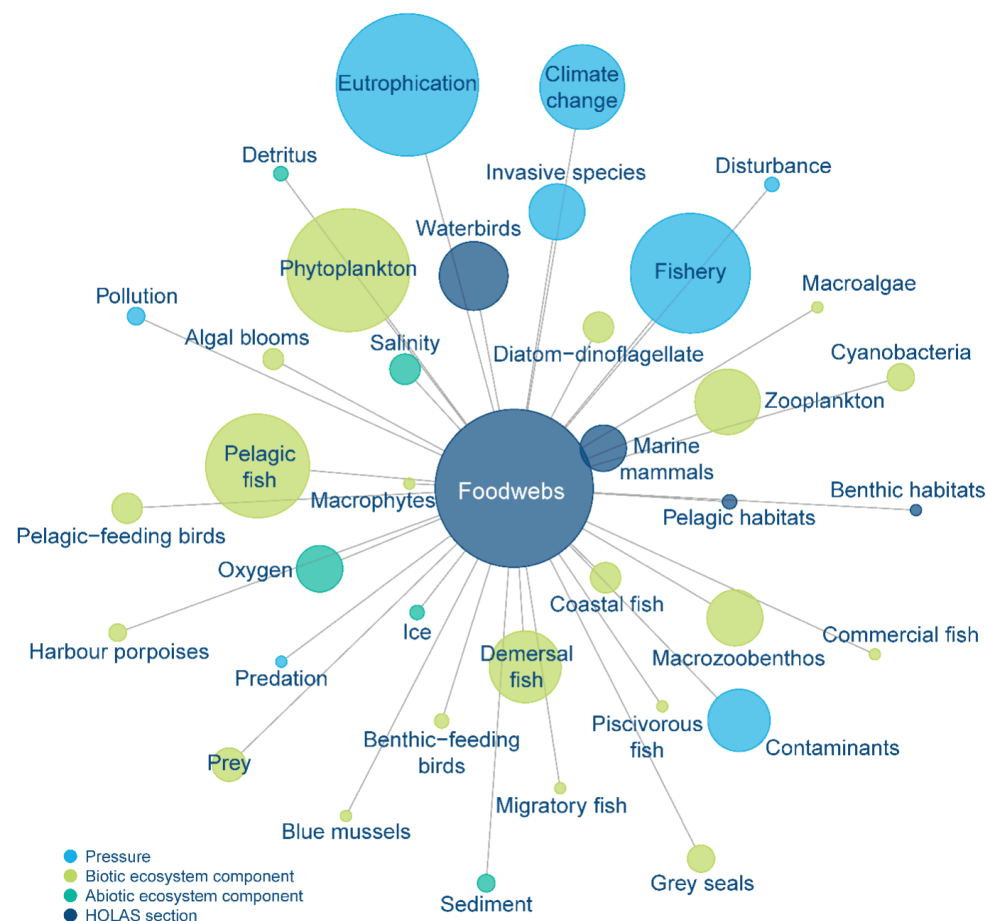 Eutrophication
Climate
change
Detritus
Invasive species
Disturbance
Waterbirds
Phytoplankton
Fishery
Macroalgae
Pollution
Algal blooms
Salinity
Diatom−dinoflagellate
Cyanobacteria
Zooplankton
Pelagic
fish
Marine
mammals
Macrophytes
Foodwebs
Benthic habitats
Pelagic habitats
Pelagic−feeding birds
Oxygen
Coastal fish
Ice
Harbour porpoises
Commercial fish
Demersal
fish
Macrozoobenthos
Predation
Piscivorous
fish
Benthic−feeding
birds
Contaminants
Prey
Migratory fish
Blue mussels
Grey seals
Sediment
Pressure
Biotic ecosystem component
Abiotic ecosystem component
HOLAS section